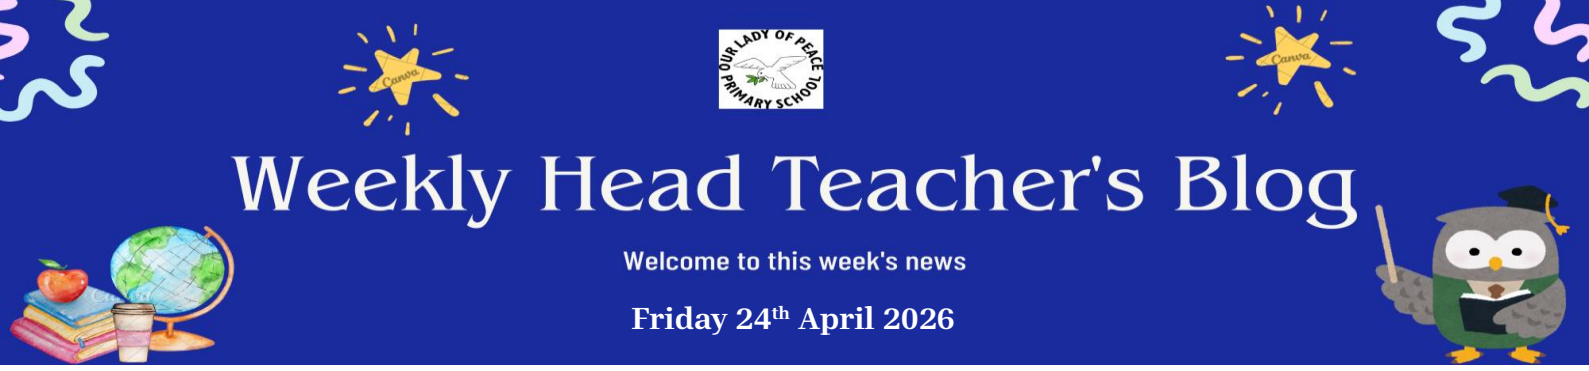 OUR LADY OF PEACE
PRIMARY SCHOOL
Canva
Canva
Weekly Head Teacher's Blog
Welcome to this week's news
Friday 24th April 2026